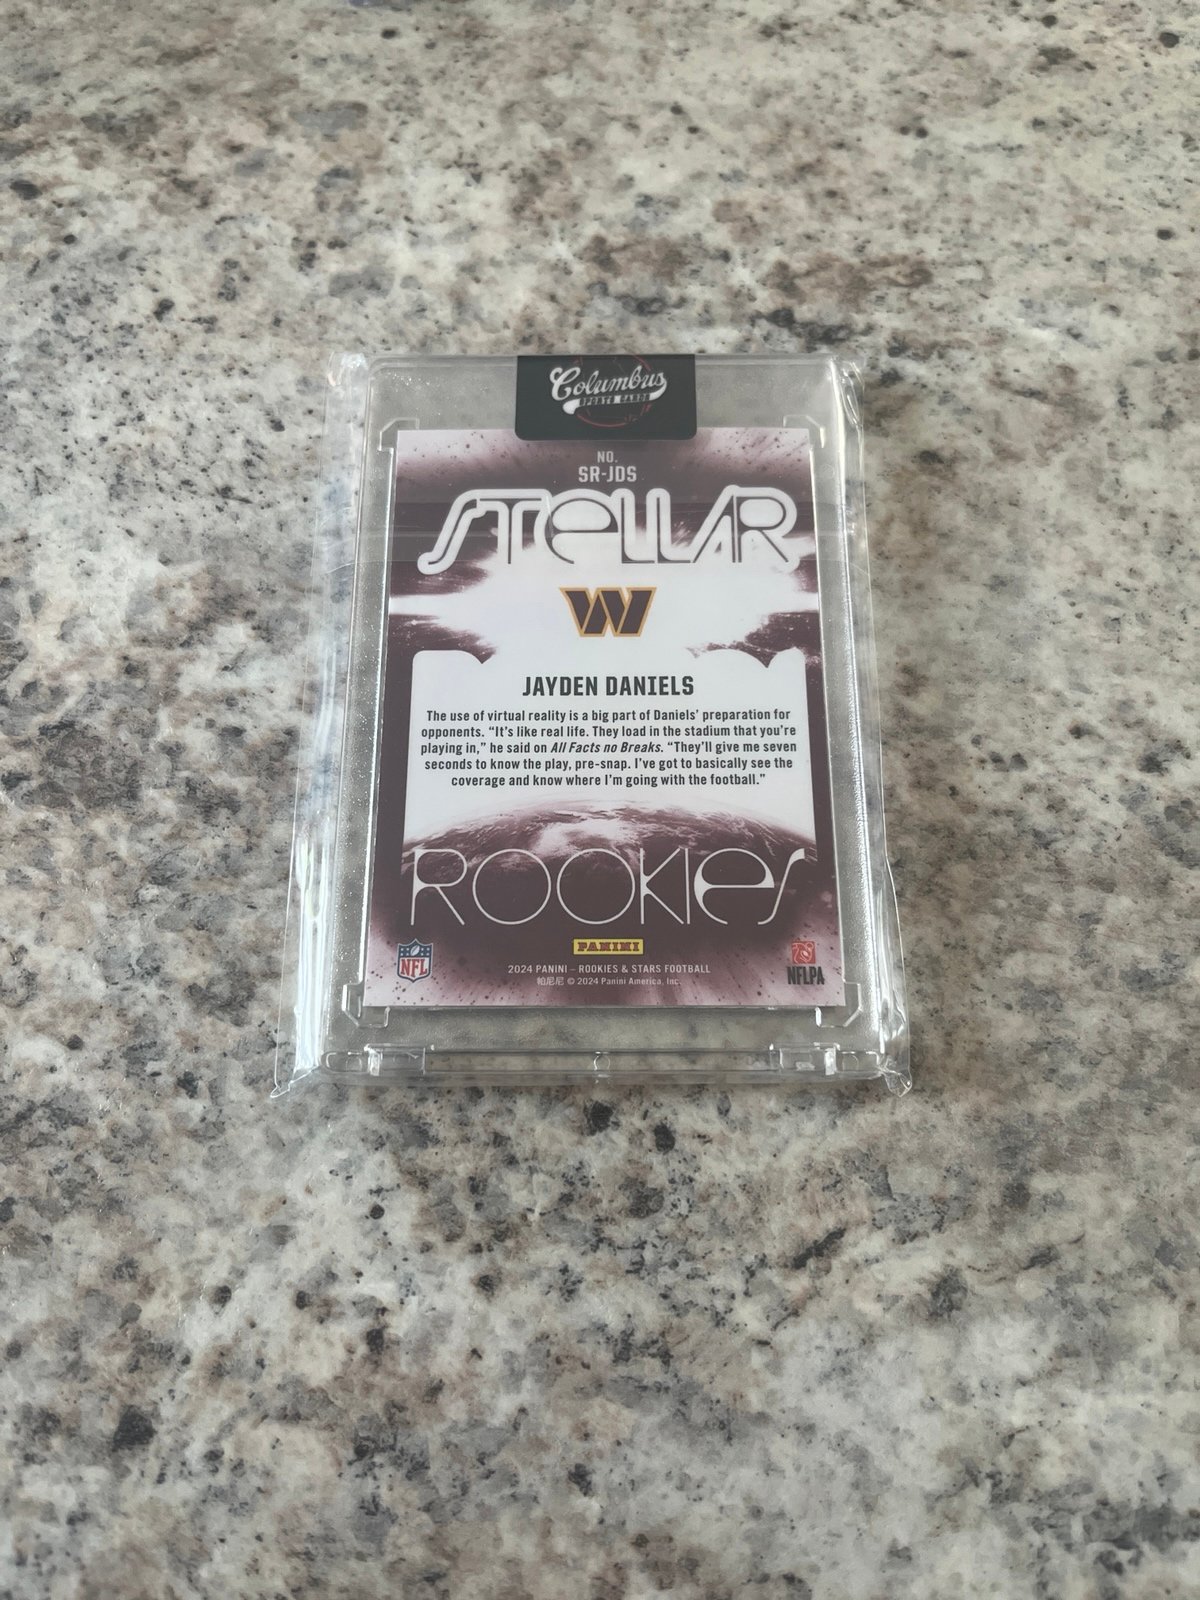 Columbus
SPORTS CARDS
NO.
SR-JDS
STELLAR
W
JAYDEN DANIELS
The use of virtual reality is a big part of Daniels' preparation for
opponents. “It's like real life. They load in the stadium that you're
playing in,” he said on All Facts no Breaks. “They'll give me seven
seconds to know the play, pre-snap. I've got to basically see the
coverage and know where I'm going with the football.”
ROOKIES
PANINI
NFL
2024 PANINI – ROOKIES & STARS FOOTBALL
帕尼尼 © 2024 Panini America, Inc.
NFLPA